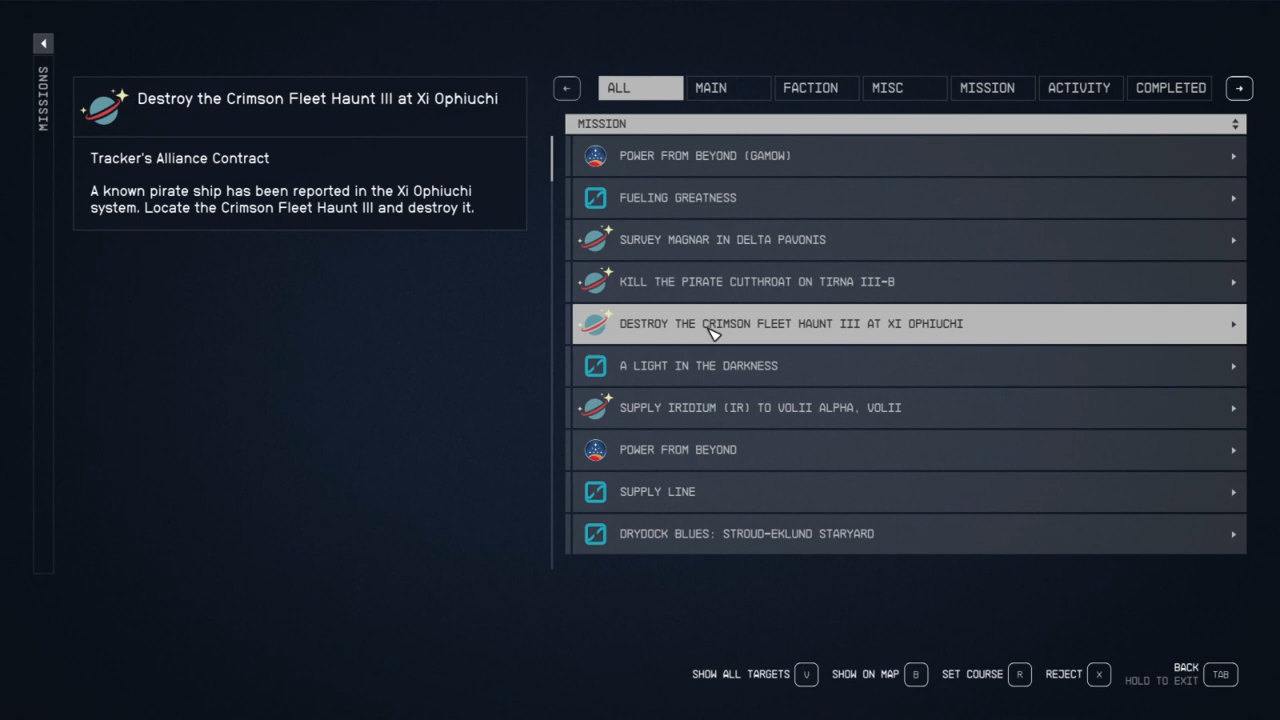 MISSIONS
Destroy the Crimson Fleet Haunt III at Xi Ophiuchi
Tracker's Alliance Contract
A known pirate ship has been reported in the Xi Ophiuchi
system. Locate the Crimson Fleet Haunt III and destroy it.
ALL
MAIN
FACTION
MISC
MISSION
ACTIVITY
COMPLETED
MISSION
POWER FROM BEYOND (GAMOW)
FUELING GREATNESS
SURVEY MAGNAR IN DELTA PAVONIS
KILL THE PIRATE CUTTHROAT ON TIRNA III-B
DESTROY THE CRIMSON FLEET HAUNT III AT XI OPHIUCHI
A LIGHT IN THE DARKNESS
SUPPLY IRIDIUM (IR) TO VOLII ALPHA, VOLII
POWER FROM BEYOND
SUPPLY LINE
DRYDOCK BLUES: STROUD-EKLUND STARYARD
SHOW ALL TARGETS V
SHOW ON MAP B
SET COURSE R
REJECT X
BACK
HOLD TO EXIT
TAB